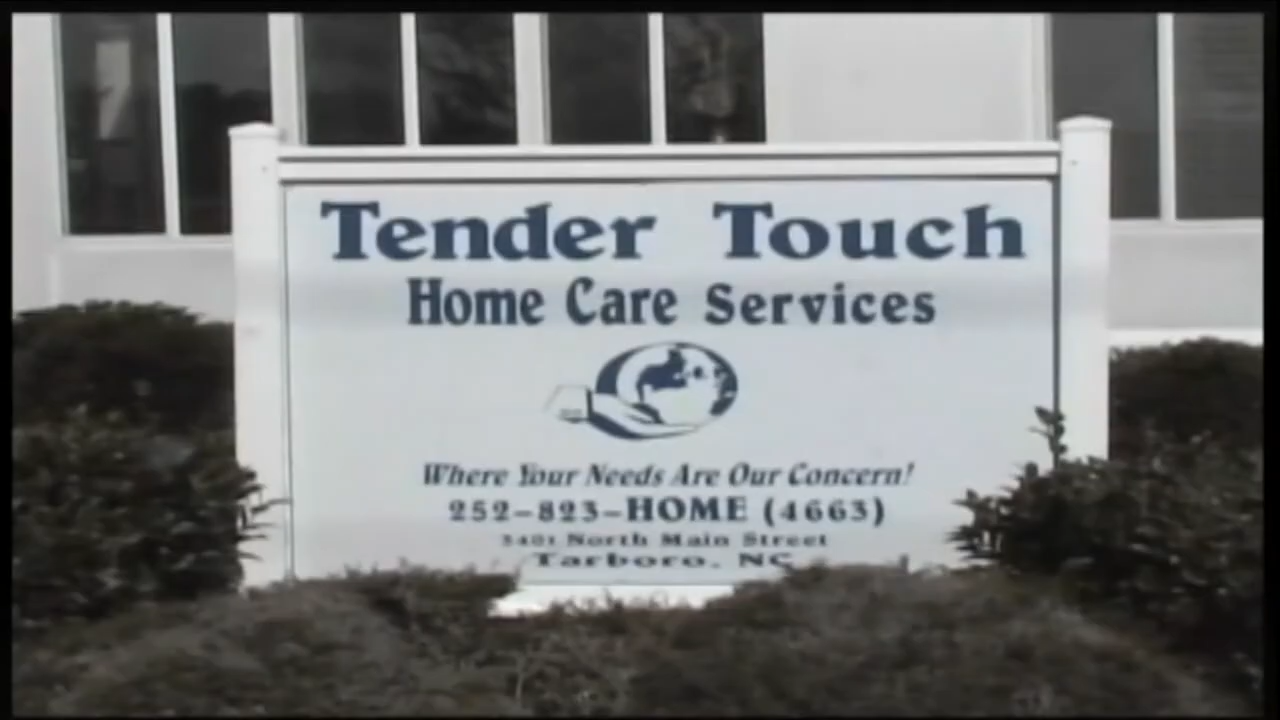 Tender Touch
Home Care Services
Where Your Needs Are Our Concern!
252-823-HOME (4663)
North Main Street
Tarboro, NC